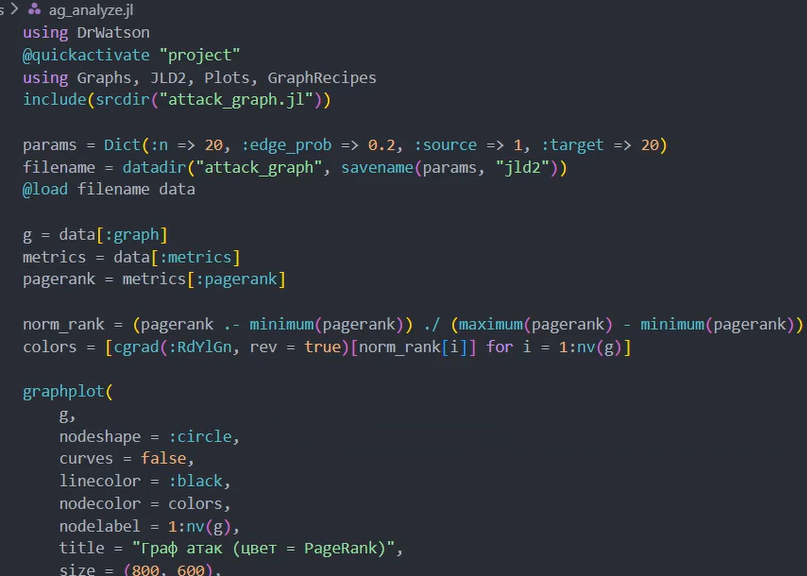 s > ag_analyze.jl
using DrWatson
@quickactivate "project"
using Graphs, JLD2, Plots, GraphRecipes
include(srcdir("attack_graph.jl"))
params = Dict(:n => 20, :edge_prob => 0.2, :source => 1, :target => 20)
filename = datadir("attack_graph", savename(params, "jld2"))
@load filename data
g = data[:graph]
metrics = data[:metrics]
pagerank = metrics[:pagerank]
norm_rank = (pagerank .- minimum(pagerank)) ./ (maximum(pagerank) - minimum(pagerank))
colors = [cgrad(:RdYlGn, rev = true)[norm_rank[i]] for i = 1:nv(g)]
graphplot(
    g,
    nodeshape = :circle,
    curves = false,
    linecolor = :black,
    nodecolor = colors,
    nodelabel = 1:nv(g),
    title = "Граф атак (цвет = PageRank)",
    size = (800, 600),